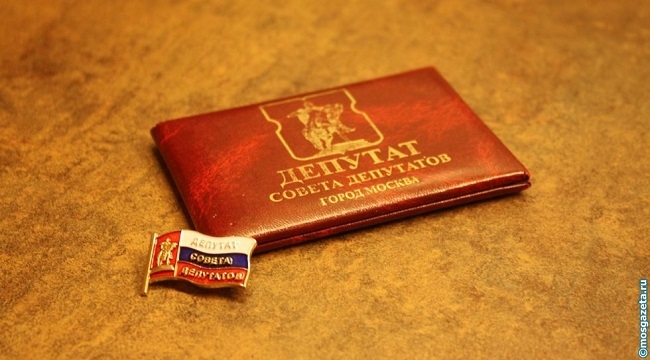 ДЕПУТАТ
СОВЕТА ДЕПУТАТОВ
ГОРОД МОСКВА
ДЕПУТАТ
СОВЕТА
ДЕПУТАТОВ
©mosgazeta.ru